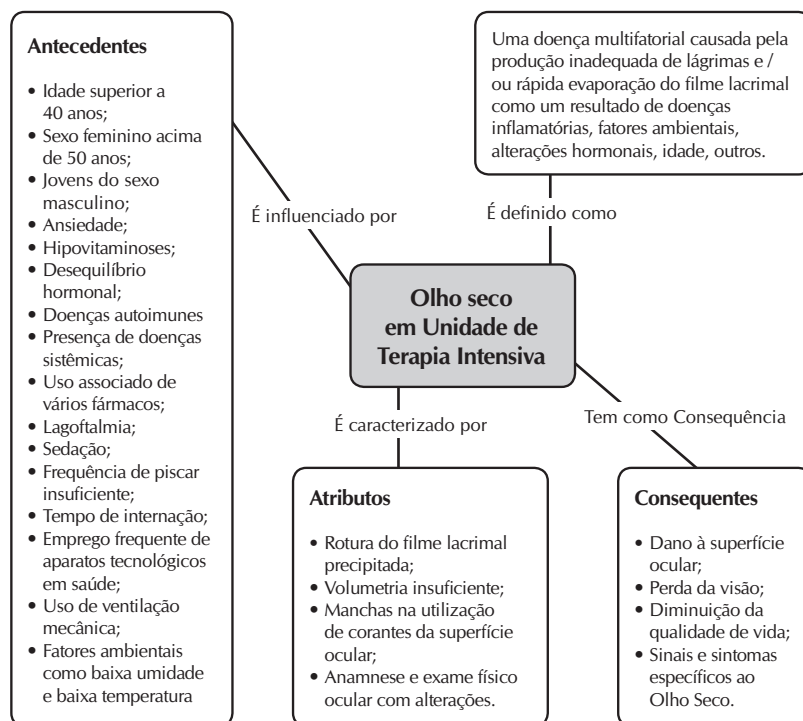 Antecedentes
• Idade superior a
40 anos;
• Sexo feminino acima
de 50 anos;
• Jovens do sexo
masculino;
• Ansiedade;
• Hipovitaminoses;
• Desequilíbrio
hormonal;
• Doenças autoimunes
• Presença de doenças
sistêmicas;
• Uso associado de
vários fármacos;
• Lagoftalmia;
• Sedação;
• Frequência de piscar
insuficiente;
• Tempo de internação;
• Emprego frequente de
aparatos tecnológicos
em saúde;
• Uso de ventilação
mecânica;
• Fatores ambientais
como baixa umidade
e baixa temperatura
Uma doença multifatorial causada pela
produção inadequada de lágrimas e /
ou rápida evaporação do filme lacrimal
como um resultado de doenças
inflamatórias, fatores ambientais,
alterações hormonais, idade, outros.
É influenciado por
É definido como
Olho seco
em Unidade de
Terapia Intensiva
É caracterizado por
Tem como Consequência
Atributos
• Rotura do filme lacrimal
precipitada;
• Volumetria insuficiente;
• Manchas na utilização
de corantes da superfície
ocular;
• Anamnese e exame físico
ocular com alterações.
Consequentes
• Dano à superfície
ocular;
• Perda da visão;
• Diminuição da
qualidade de vida;
• Sinais e sintomas
específicos ao
Olho Seco.